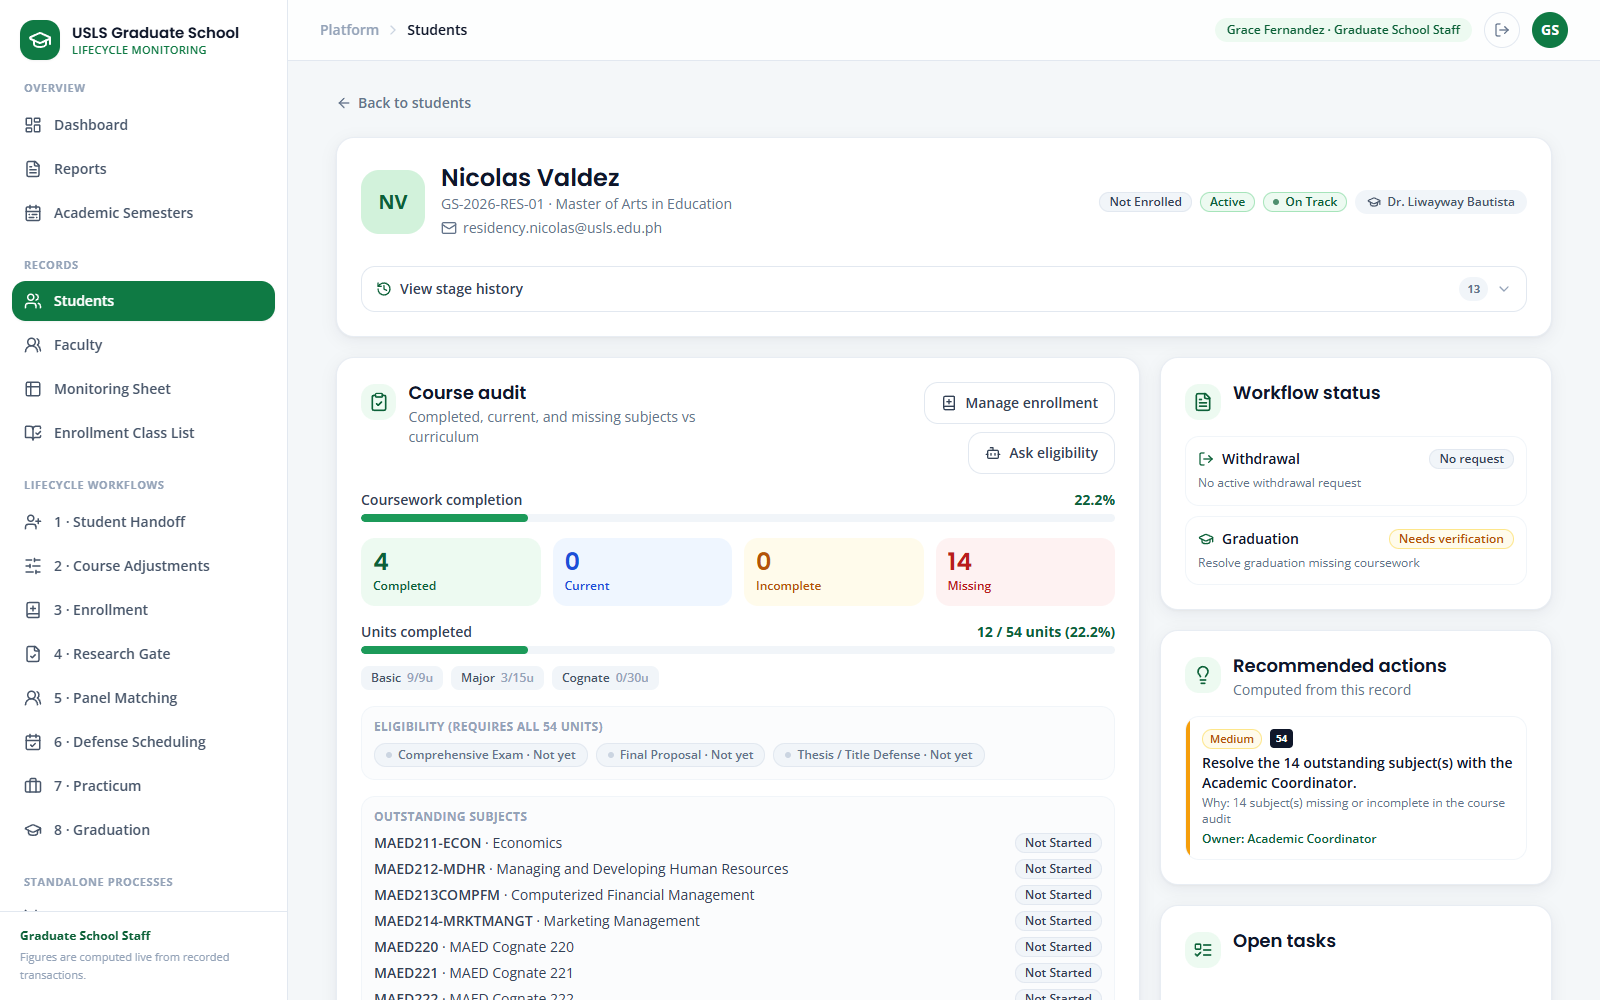 USLS Graduate School
LIFECYCLE MONITORING
OVERVIEW
Dashboard
Reports
Academic Semesters
RECORDS
Students
Faculty
Monitoring Sheet
Enrollment Class List
LIFECYCLE WORKFLOWS
1 · Student Handoff
2 · Course Adjustments
3 · Enrollment
4 · Research Gate
5 · Panel Matching
6 · Defense Scheduling
7 · Practicum
8 · Graduation
STANDALONE PROCESSES
Graduate School Staff
Figures are computed live from recorded
transactions.
Platform
Students
Grace Fernandez · Graduate School Staff
GS
Back to students
NV
Nicolas Valdez
GS-2026-RES-01 · Master of Arts in Education
residency.nicolas@usls.edu.ph
Not Enrolled
Active
On Track
Dr. Liwayway Bautista
View stage history
13
Course audit
Completed, current, and missing subjects vs
curriculum
Manage enrollment
Ask eligibility
Coursework completion
22.2%
4
Completed
0
Current
0
Incomplete
14
Missing
Units completed
12 / 54 units (22.2%)
Basic 9/9u
Major 3/15u
Cognate 0/30u
ELIGIBILITY (REQUIRES ALL 54 UNITS)
Comprehensive Exam · Not yet
Final Proposal · Not yet
Thesis / Title Defense · Not yet
OUTSTANDING SUBJECTS
MAED211-ECON · Economics
Not Started
MAED212-MDHR · Managing and Developing Human Resources
Not Started
MAED213COMPFM · Computerized Financial Management
Not Started
MAED214-MRKTMANGT · Marketing Management
Not Started
MAED220 · MAED Cognate 220
Not Started
MAED221 · MAED Cognate 221
Not Started
MAED222 · MAED Cognate 222
Not Started
Workflow status
Withdrawal
No request
No active withdrawal request
Graduation
Needs verification
Resolve graduation missing coursework
Recommended actions
Computed from this record
Medium
54
Resolve the 14 outstanding subject(s) with the
Academic Coordinator.
Why: 14 subject(s) missing or incomplete in the course
audit
Owner: Academic Coordinator
Open tasks